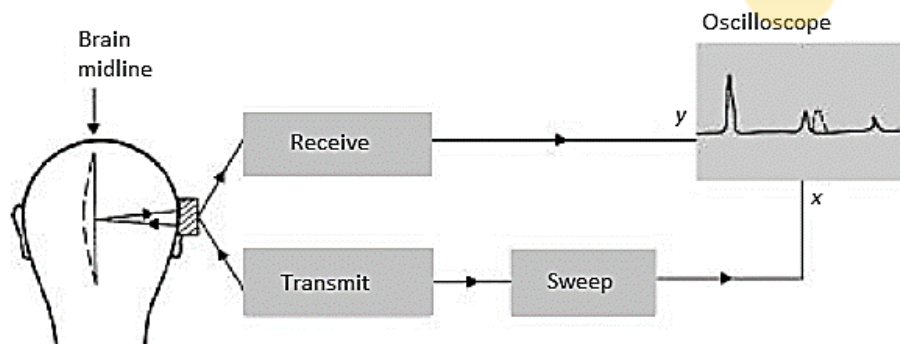 Oscilloscope
Brain
midline
y
Receive
x
Transmit
Sweep